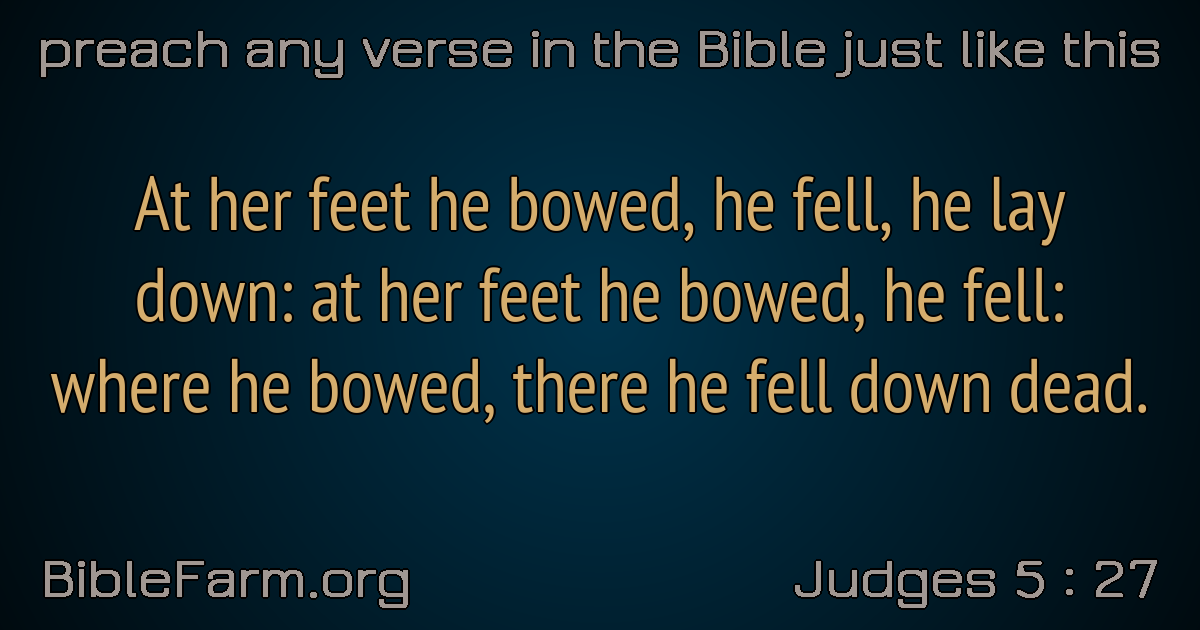 preach any verse in the Bible just like this
At her feet he bowed, he fell, he lay
down: at her feet he bowed, he fell:
where he bowed, there he fell down dead.
BibleFarm.org
Judges 5 : 27